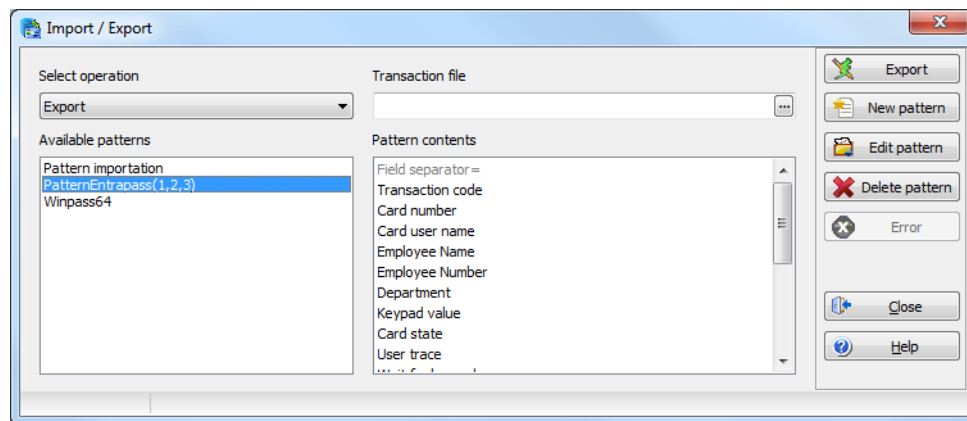 Import / Export
Select operation
Export
Available patterns
Pattern importation
PatternEntrapass(1,2,3)
Winpass64
Transaction file
...
Pattern contents
Field separator=
Transaction code
Card number
Card user name
Employee Name
Employee Number
Department
Keypad value
Card state
User trace
Export
New pattern
Edit pattern
Delete pattern
Error
Close
Help